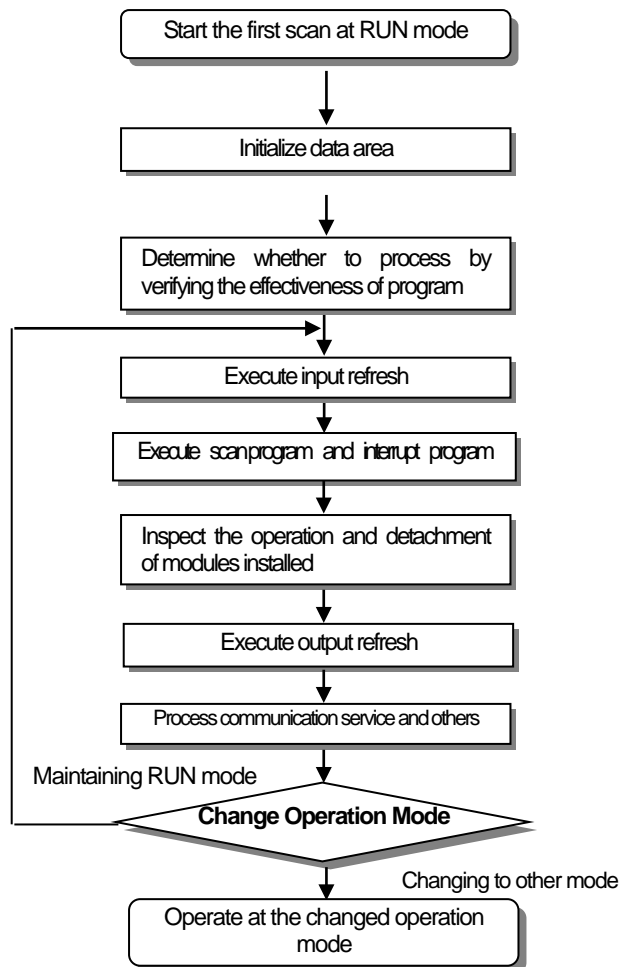 Start the first scan at RUN mode
Initialize data area
Determine whether to process by
verifying the effectiveness of program
Execute input refresh
Execute scan program and interrupt program
Inspect the operation and detachment
of modules installed
Execute output refresh
Process communication service and others
Maintaining RUN mode
Change Operation Mode
Changing to other mode
Operate at the changed operation
mode